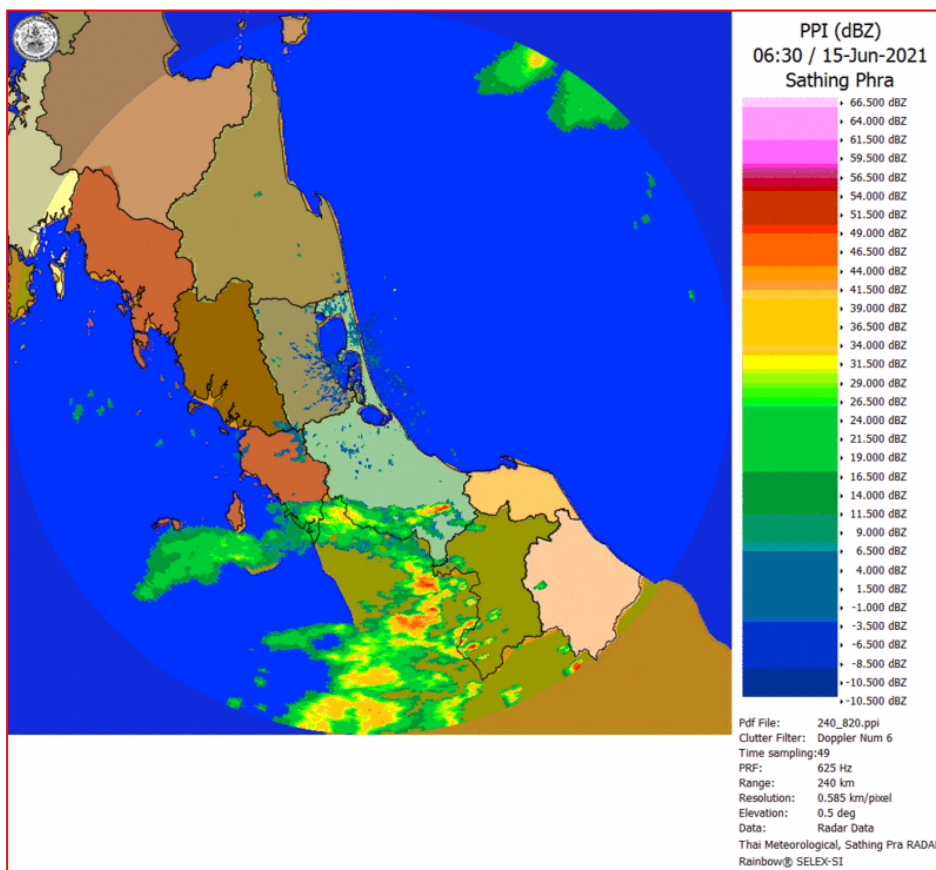 PPI (dBZ)
06:30 / 15-Jun-2021
Sathing Phra
66.500 dBZ
64.000 dBZ
61.500 dBZ
59.500 dBZ
56.500 dBZ
54.000 dBZ
51.500 dBZ
49.000 dBZ
46.500 dBZ
44.000 dBZ
41.500 dBZ
39.000 dBZ
36.500 dBZ
34.000 dBZ
31.500 dBZ
29.000 dBZ
26.500 dBZ
24.000 dBZ
21.500 dBZ
19.000 dBZ
16.500 dBZ
14.000 dBZ
11.500 dBZ
9.000 dBZ
6.500 dBZ
4.000 dBZ
1.500 dBZ
-1.000 dBZ
-3.500 dBZ
-6.500 dBZ
-8.500 dBZ
-10.500 dBZ
-10.500 dBZ
Pdf File: 240_820.ppi
Clutter Filter: Doppler Num 6
Time sampling:49
PRF: 625 Hz
Range: 240 km
Resolution: 0.585 km/pixel
Elevation: 0.5 deg
Data: Radar Data
Thai Meteorological, Sathing Pra RADA
Rainbow® SELEX-SI